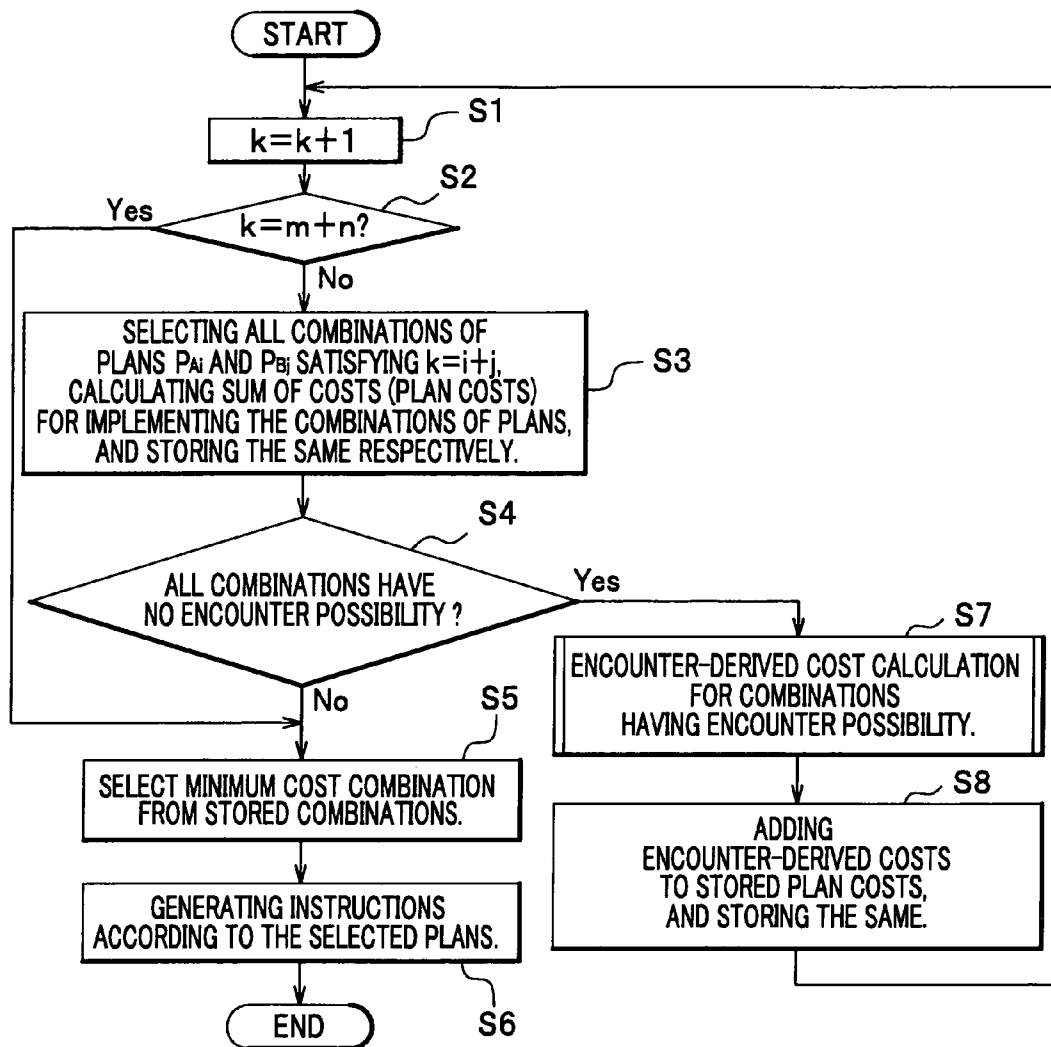 START
S1
k=k+1
S2
Yes
k=m+n?
No
SELECTING ALL COMBINATIONS OF
PLANS PAi AND PBj SATISFYING k=i+j,
CALCULATING SUM OF COSTS (PLAN COSTS)
FOR IMPLEMENTING THE COMBINATIONS OF PLANS,
AND STORING THE SAME RESPECTIVELY.
S3
S4
ALL COMBINATIONS HAVE
NO ENCOUNTER POSSIBILITY ?
Yes
No
S7
ENCOUNTER-DERIVED COST CALCULATION
FOR COMBINATIONS
HAVING ENCOUNTER POSSIBILITY.
S5
SELECT MINIMUM COST COMBINATION
FROM STORED COMBINATIONS.
S8
ADDING
ENCOUNTER-DERIVED COSTS
TO STORED PLAN COSTS,
AND STORING THE SAME.
GENERATING INSTRUCTIONS
ACCORDING TO THE SELECTED PLANS.
S6
END